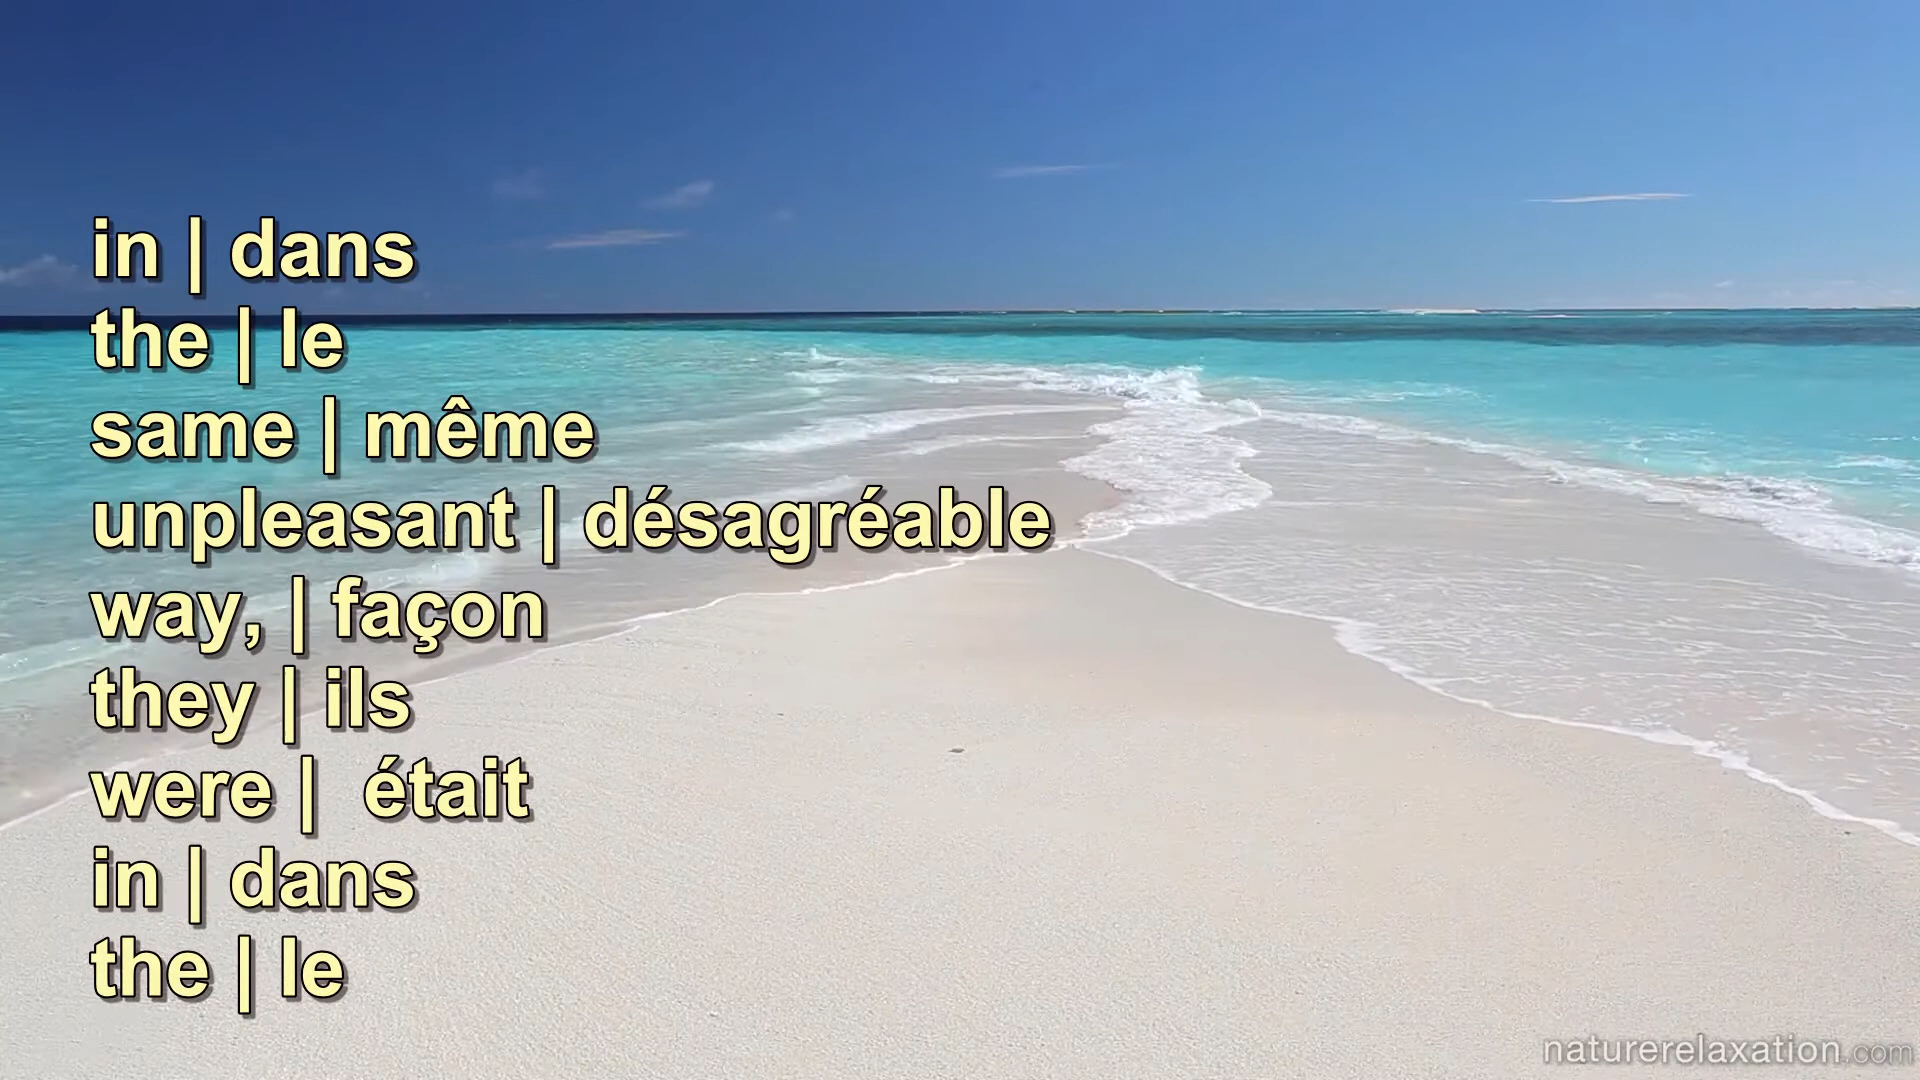 in | dans
the | le
same | même
unpleasant | désagréable
way, | façon
they | ils
were |  était
in | dans
the | le
naturerelaxation.com